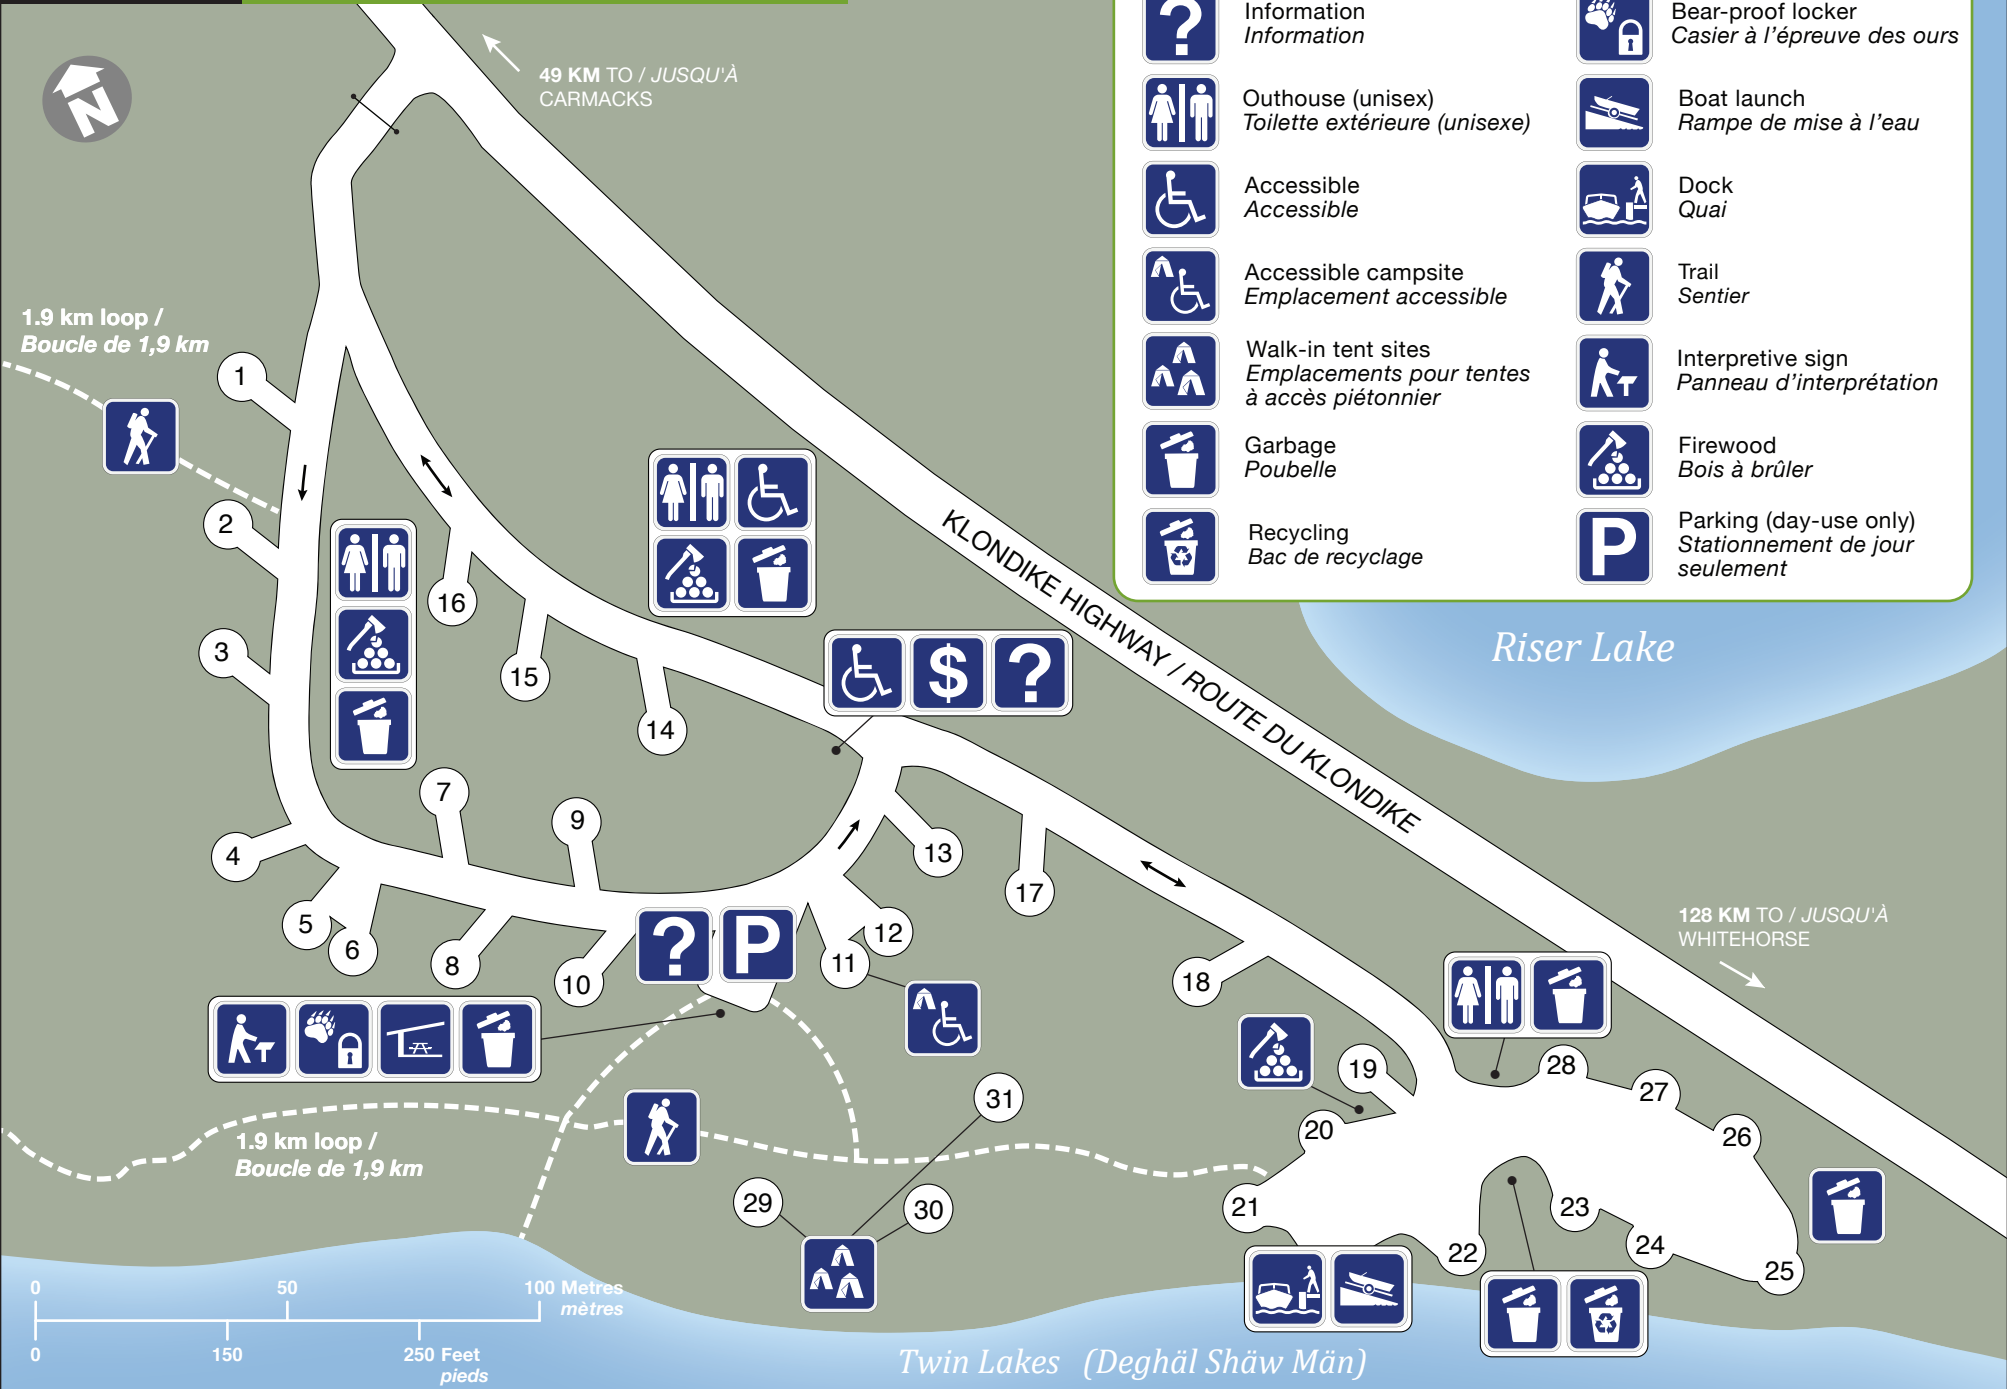 Information
Information
Outhouse (unisex)
Toilette extérieure (unisexe)
Accessible
Accessible
Accessible campsite
Emplacement accessible
Walk-in tent sites
Emplacements pour tentes
à accès piétonnier
Garbage
Poubelle
Recycling
Bac de recyclage
Bear-proof locker
Casier à l'épreuve des ours
Boat launch
Rampe de mise à l'eau
Dock
Quai
Trail
Sentier
Interpretive sign
Panneau d'interprétation
Firewood
Bois à brûler
P
Parking (day-use only)
Stationnement de jour
seulement
?
N
49 KM TO / JUSQU'À
CARMACKS
1.9 km loop /
Boucle de 1,9 km
1
2
3
4
5
6
7
8
9
10
11
12
13
14
15
16
17
18
19
20
21
22
23
24
25
26
27
28
29
30
31
$ ?
? P
KLONDIKE HIGHWAY / ROUTE DU KLONDIKE
Riser Lake
128 KM TO / JUSQU'À
WHITEHORSE
1.9 km loop /
Boucle de 1,9 km
0 50 100 Metres
mètres
0 150 250 Feet
pieds
Twin Lakes (Deghäl Shäw Män)